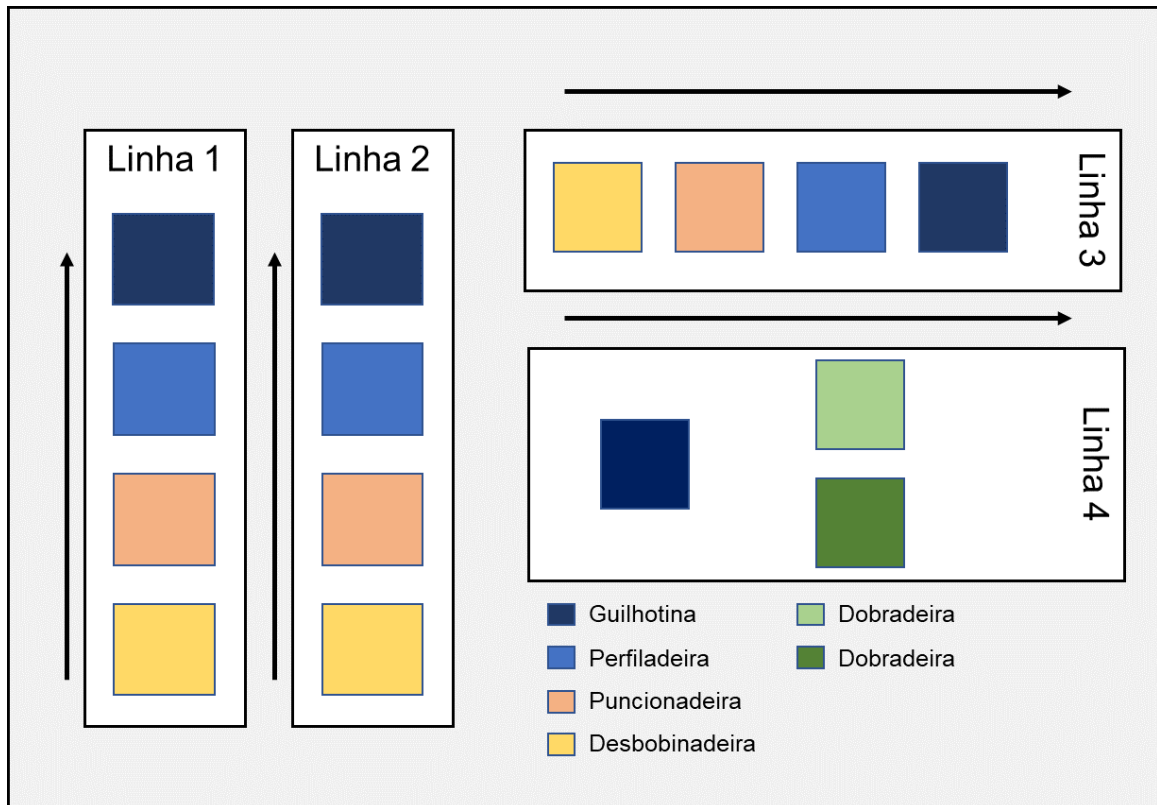 Linha 1
Linha 2
Linha 3
Linha 4
Guilhotina
Perfiladeira
Puncionadeira
Desbobinadeira
Dobradeira
Dobradeira